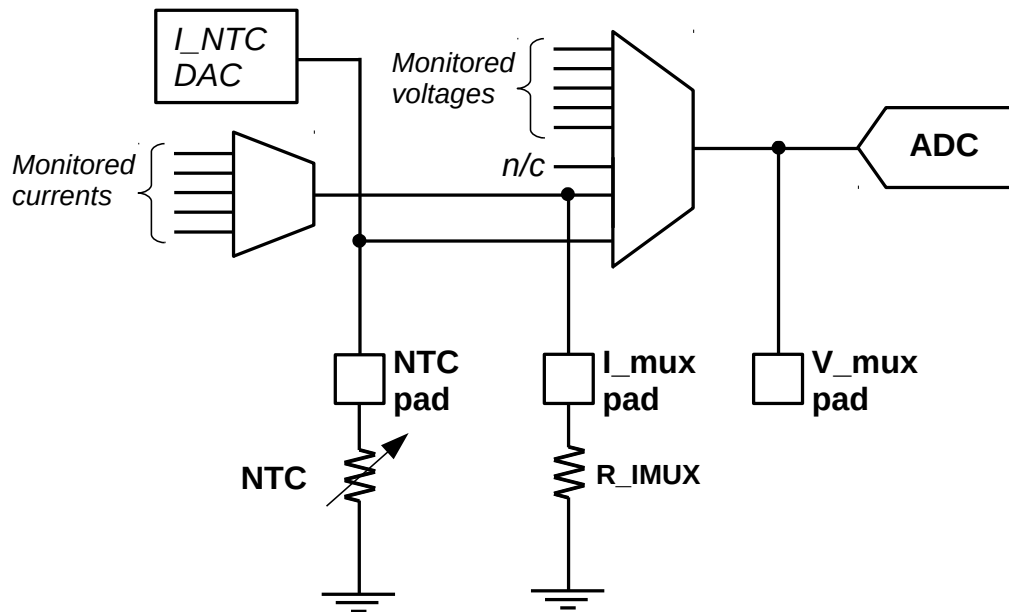 I_NTC
DAC
Monitored
voltages
ADC
Monitored
currents
n/c
NTC
pad
I_mux
pad
V_mux
pad
NTC
R_IMUX